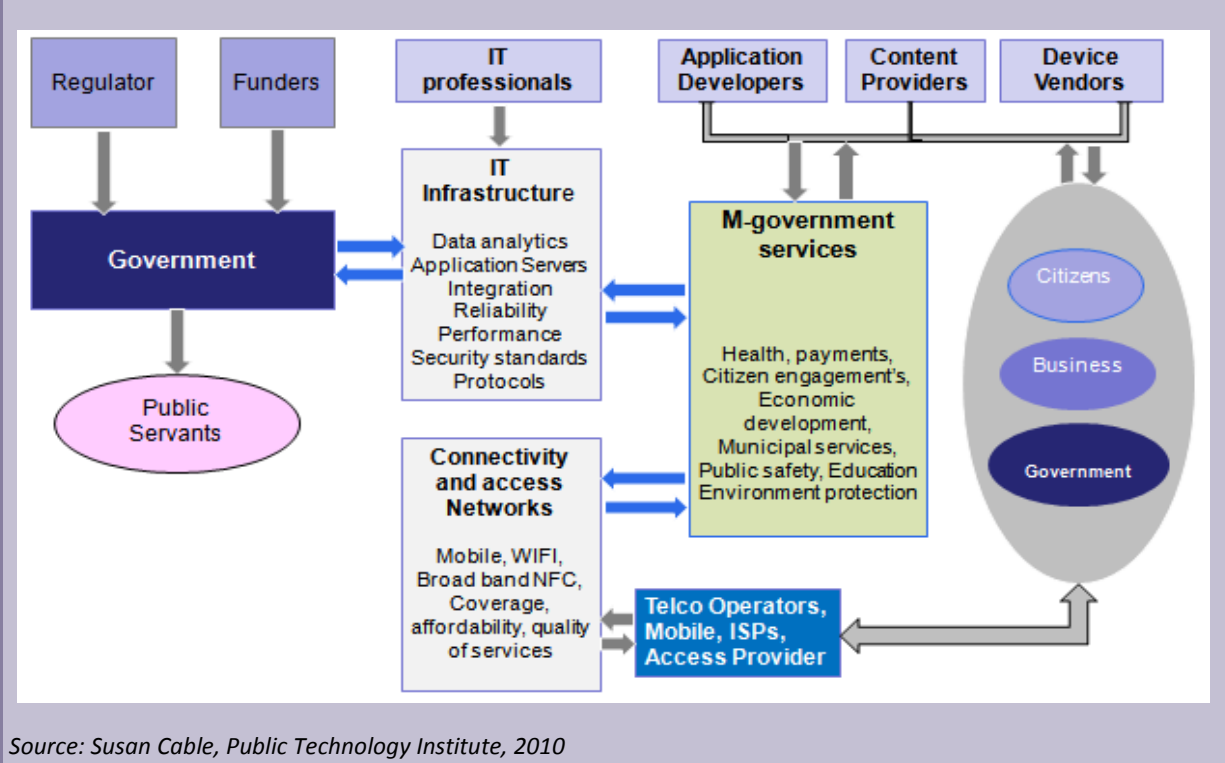 Regulator
Funders
IT
professionals
Application
Developers
Content
Providers
Device
Vendors
IT
Infrastructure
Data analytics
Application Servers
Integration
Reliability
Performance
Security standards
Protocols
Government
Public
Servants
M-government
services
Health, payments,
Citizen engagement's,
Economic
development,
Municipal services,
Public safety, Education
Environment protection
Citizens
Business
Government
Connectivity
and access
Networks
Mobile, WIFI,
Broad band NFC,
Coverage,
affordability, quality
of services
Telco Operators,
Mobile, ISPs,
Access Provider
Source: Susan Cable, Public Technology Institute, 2010